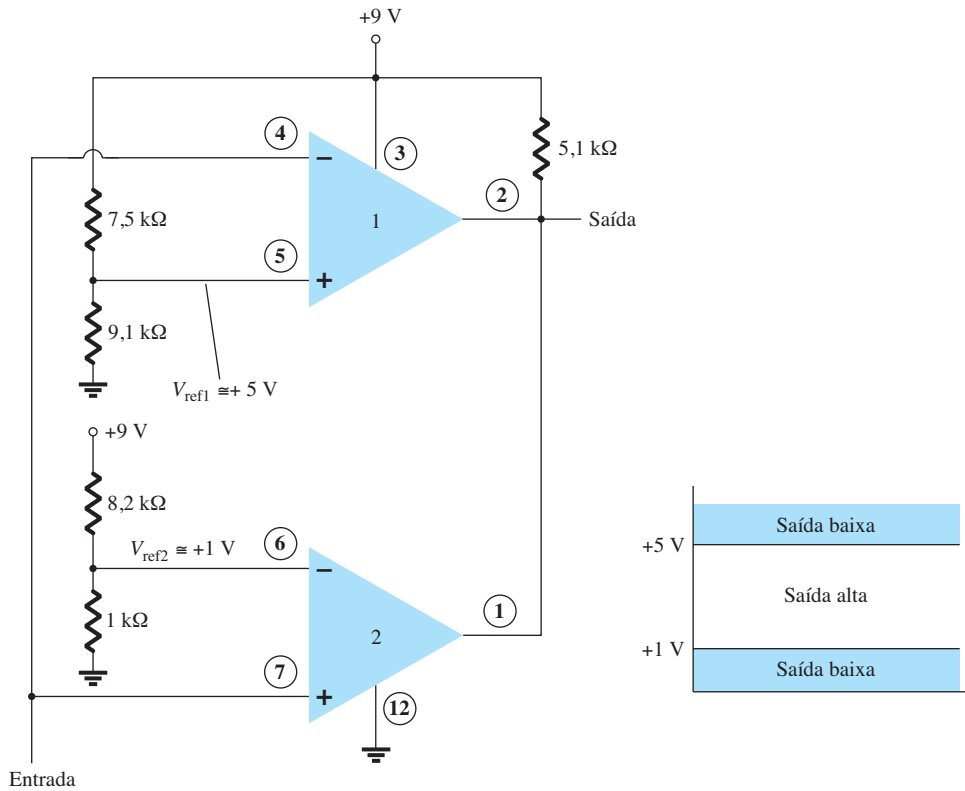 +9 V
4
−
3
5,1 kΩ
2
7,5 kΩ
1
Saída
5
+
9,1 kΩ
Vref1 ≅+ 5 V
+9 V
8,2 kΩ
Vref2 ≅ +1 V
6
−
1 kΩ
2
1
7
+
12
Entrada
Saída baixa
+5 V
Saída alta
+1 V
Saída baixa